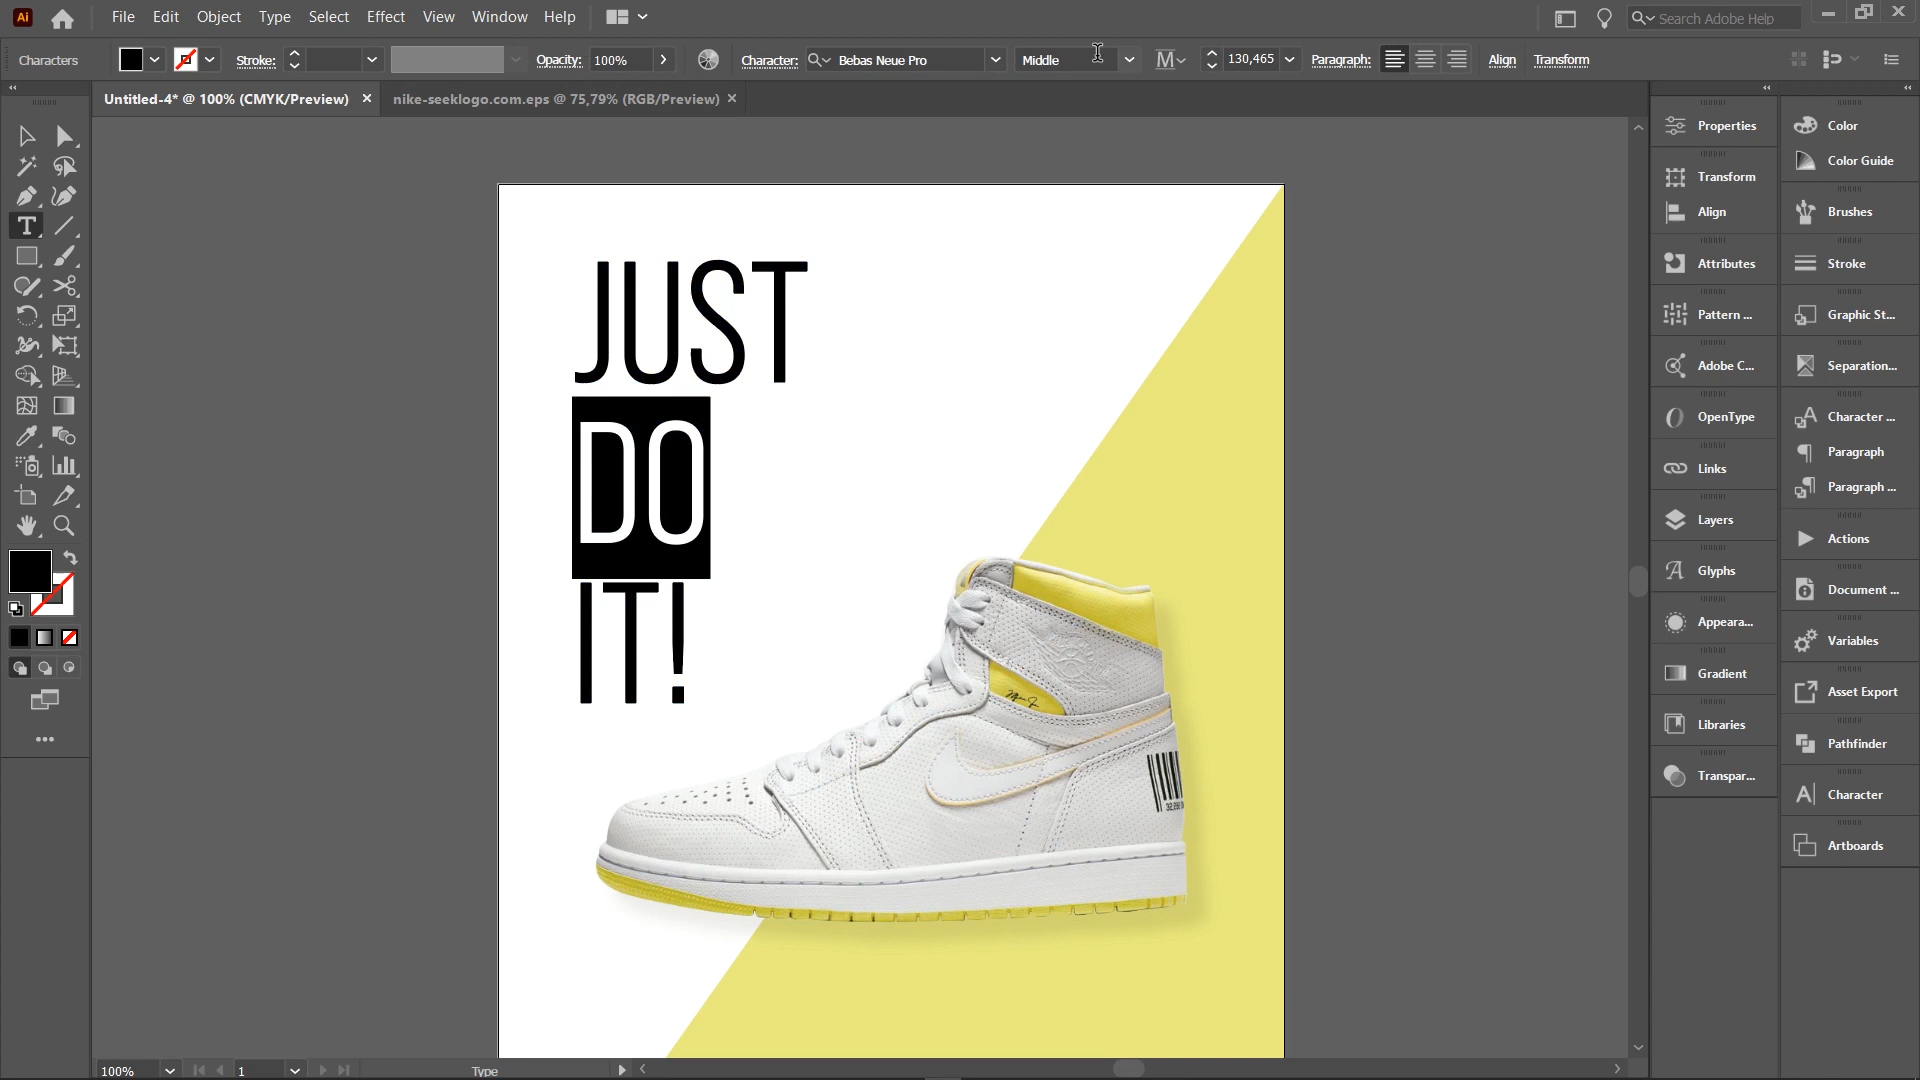 Ai File Edit Object Type Select Effect View Window Help Search Adobe Help
Characters Stroke: Opacity: 100% Character: Bebas Neue Pro Middle 130,465 Paragraph: Align Transform
Untitled-4* @ 100% (CMYK/Preview) nike-seeklogo.com.eps @ 75,79% (RGB/Preview)
JUST
DO
IT!
Properties
Transform
Align
Attributes
Pattern ...
Adobe C...
OpenType
Links
Layers
Glyphs
Appeara...
Gradient
Libraries
Transpar...
Color
Color Guide
Brushes
Stroke
Graphic St...
Separation...
Character ...
Paragraph
Paragraph ...
Actions
Document ...
Variables
Asset Export
Pathfinder
Character
Artboards
100% 1 Type